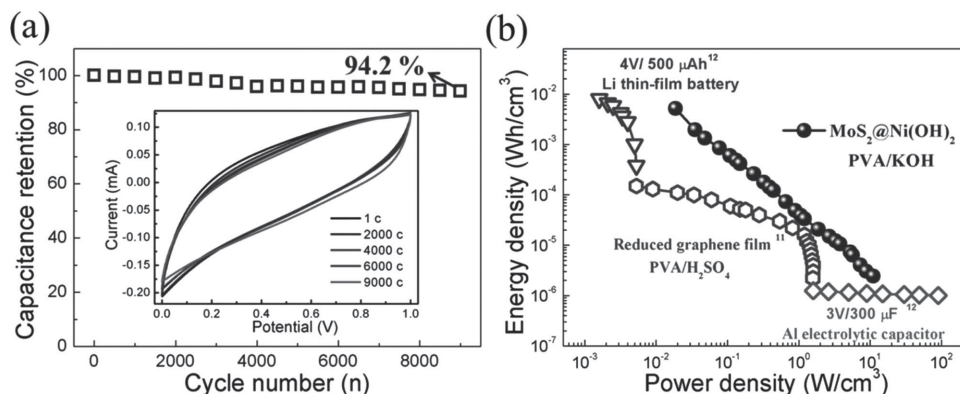 (a)
Capacitance retention (%)
100
80
60
40
20
0
94.2 %
Current (mA)
0.10
0.05
0.00
-0.05
-0.10
-0.15
-0.20
1 c
2000 c
4000 c
6000 c
9000 c
0.0 0.2 0.4 0.6 0.8 1.0
Potential (V)
0 2000 4000 6000 8000
Cycle number (n)
(b)
Energy density (Wh/cm³)
10⁻¹
10⁻²
10⁻³
10⁻⁴
10⁻⁵
10⁻⁶
10⁻⁷
4V/ 500 μAh¹²
Li thin-film battery
MoS₂@Ni(OH)₂
PVA/KOH
Reduced graphene film ¹¹
PVA/H₂SO₄
3V/300 μF ¹²
Al electrolytic capacitor
10⁻³ 10⁻² 10⁻¹ 10⁰ 10¹ 10²
Power density (W/cm³)